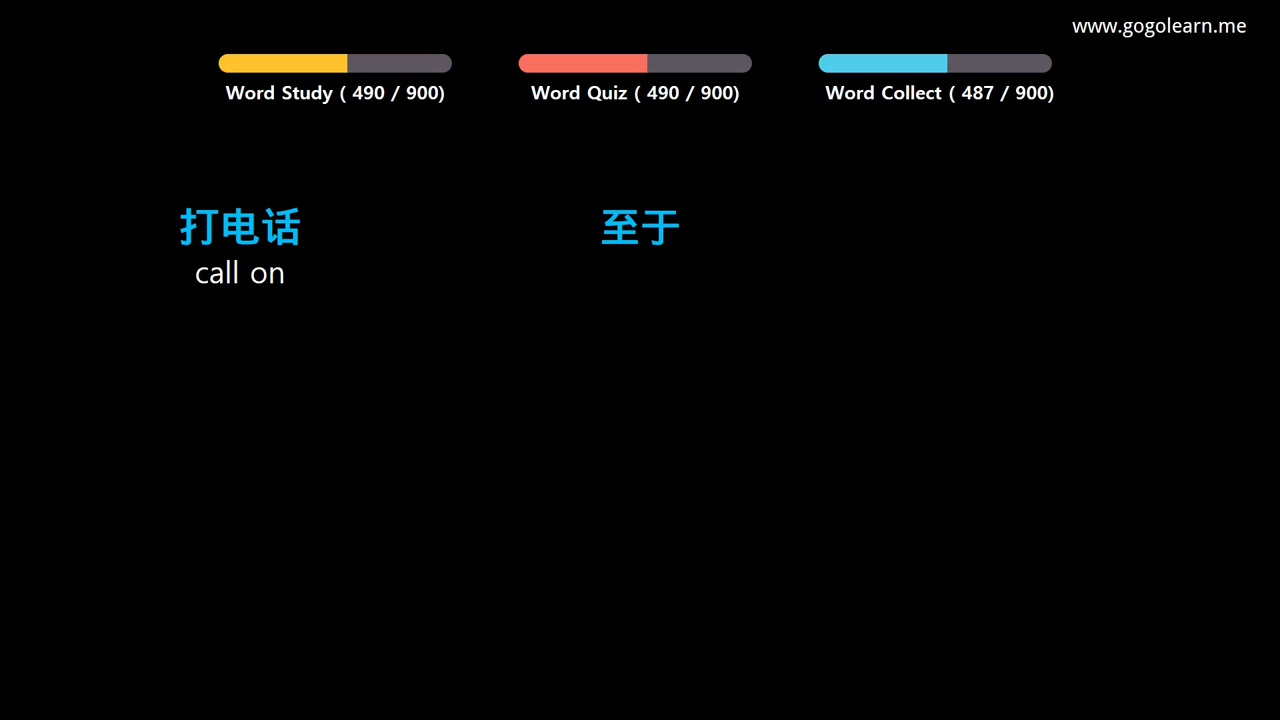 www.gogolearn.me
Word Study ( 490 / 900)
Word Quiz ( 490 / 900)
Word Collect ( 487 / 900)
打电话
至于
call on